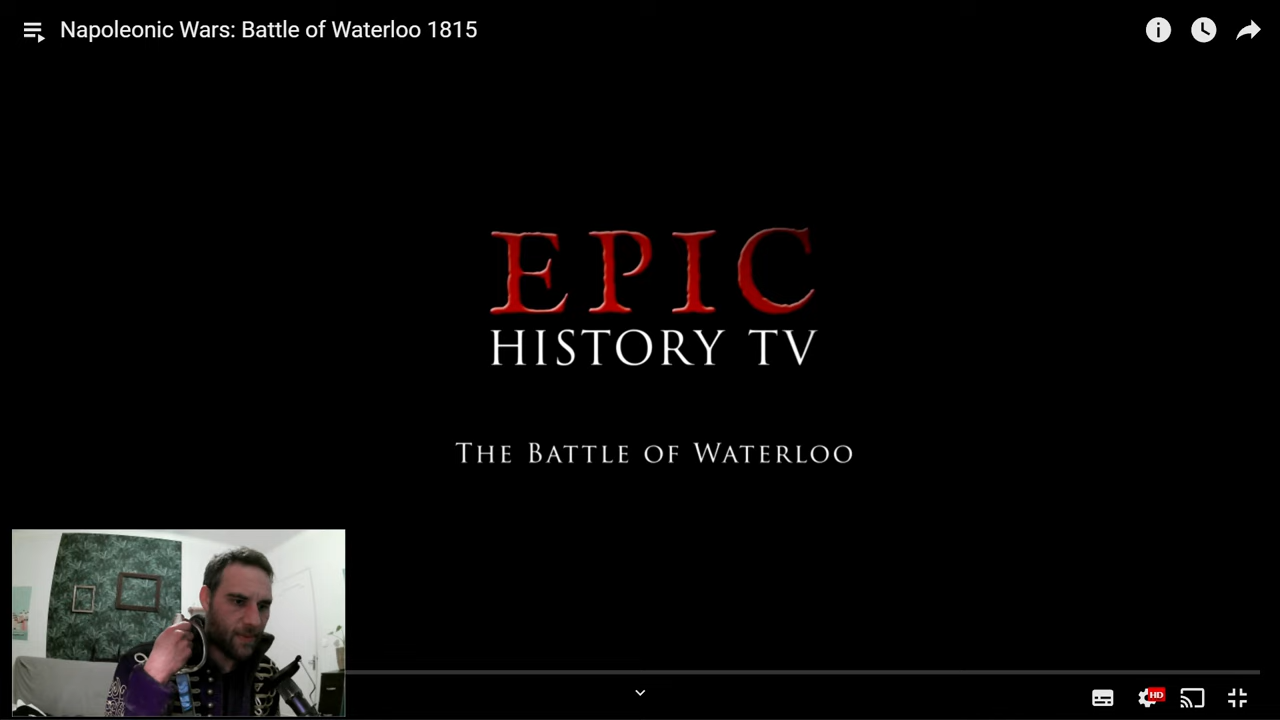 Napoleonic Wars: Battle of Waterloo 1815
EPIC
HISTORY TV
The Battle of Waterloo
HD